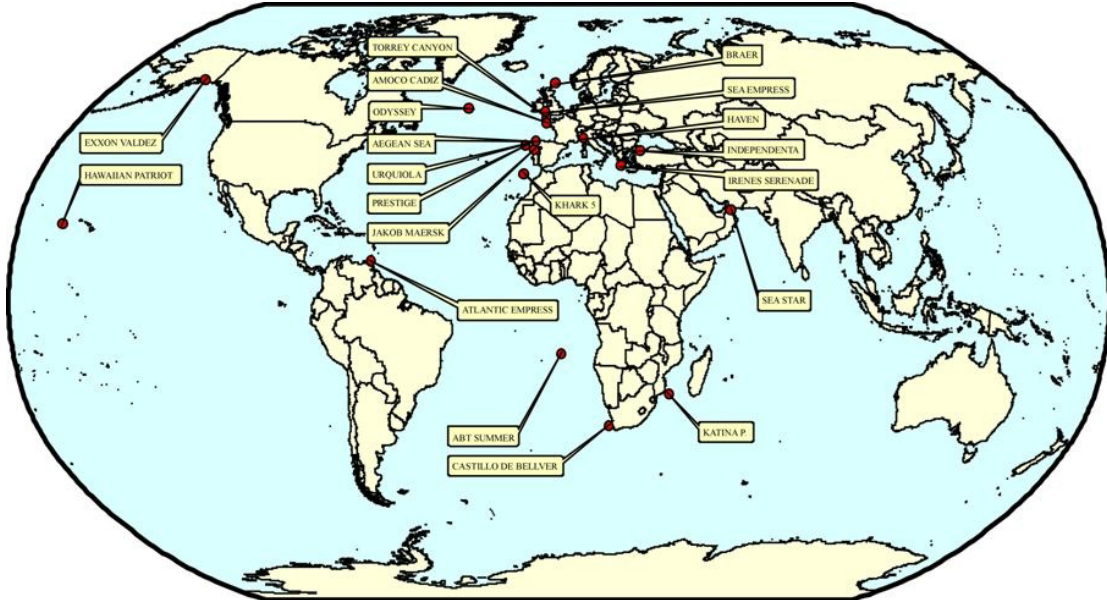 TORREY CANYON
BRAER
AMOCO CADIZ
SEA EMPRESS
ODYSSEY
HAVEN
EXXON VALDEZ
AEGEAN SEA
INDEPENDENTA
HAWAIIAN PATRIOT
URQUIOLA
IRENES SERENADE
PRESTIGE
KHARK 5
JAKOB MAERSK
SEA STAR
ATLANTIC EMPRESS
ABT SUMMER
KATINA P.
CASTILLO DE BELLVER